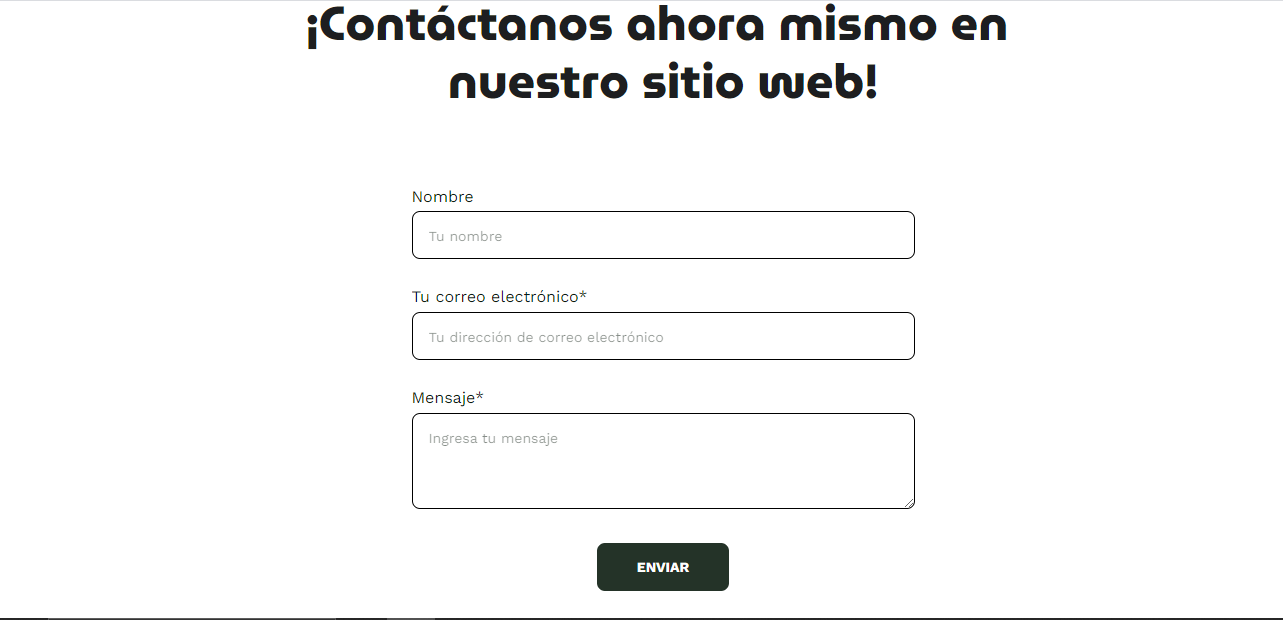 ¡Contáctanos ahora mismo en
nuestro sitio web!
Nombre
Tu nombre
Tu correo electrónico*
Tu dirección de correo electrónico
Mensaje*
Ingresa tu mensaje
ENVIAR